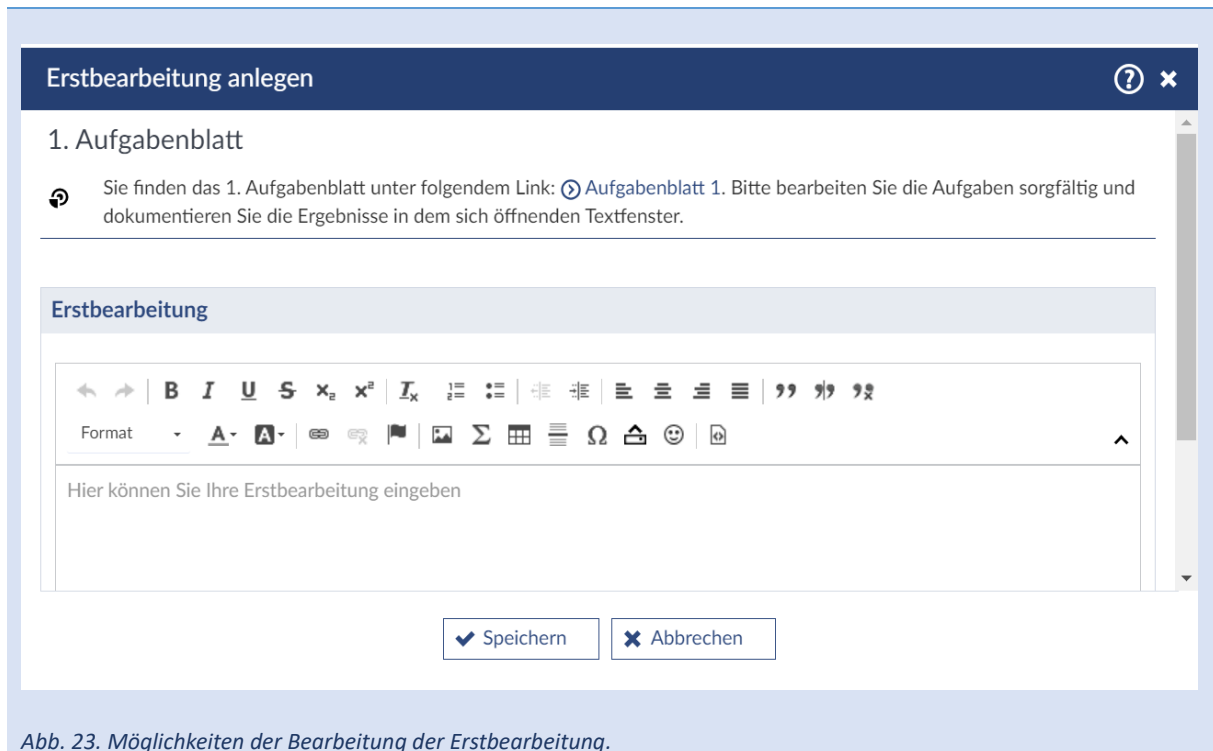 Erstbearbeitung anlegen
1. Aufgabenblatt
Sie finden das 1. Aufgabenblatt unter folgendem Link: Aufgabenblatt 1. Bitte bearbeiten Sie die Aufgaben sorgfältig und
dokumentieren Sie die Ergebnisse in dem sich öffnenden Textfenster.
Erstbearbeitung
Format
Hier können Sie Ihre Erstbearbeitung eingeben
Speichern Abbrechen
Abb. 23. Möglichkeiten der Bearbeitung der Erstbearbeitung.